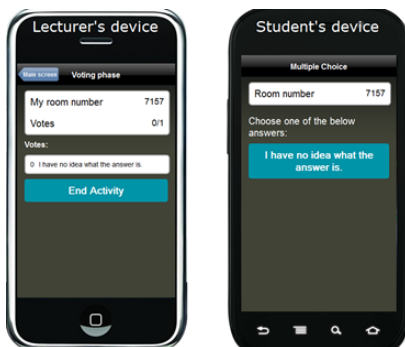 Lecturer's device
Main screen Voting phase
My room number 7157
Votes 0/1
Votes:
0 I have no idea what the answer is.
End Activity
Student's device
Multiple Choice
Room number 7157
Choose one of the below
answers:
I have no idea what the
answer is.